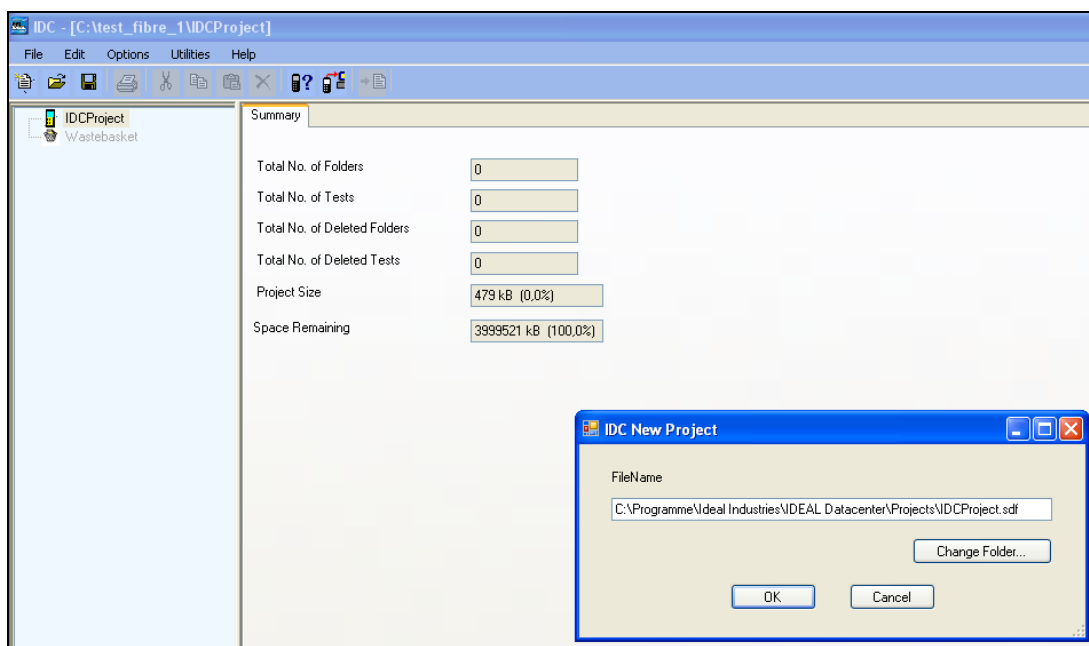 IDC - [C:\test_fibre_1\IDCProject]
File Edit Options Utilities Help
IDCProject
Wastebasket
Summary
Total No. of Folders 0
Total No. of Tests 0
Total No. of Deleted Folders 0
Total No. of Deleted Tests 0
Project Size 479 kB (0,0%)
Space Remaining 3999521 kB (100,0%)
IDC New Project
FileName
C:\Programme\Ideal Industries\IDEAL Datacenter\Projects\IDCProject.sdf
Change Folder...
OK Cancel